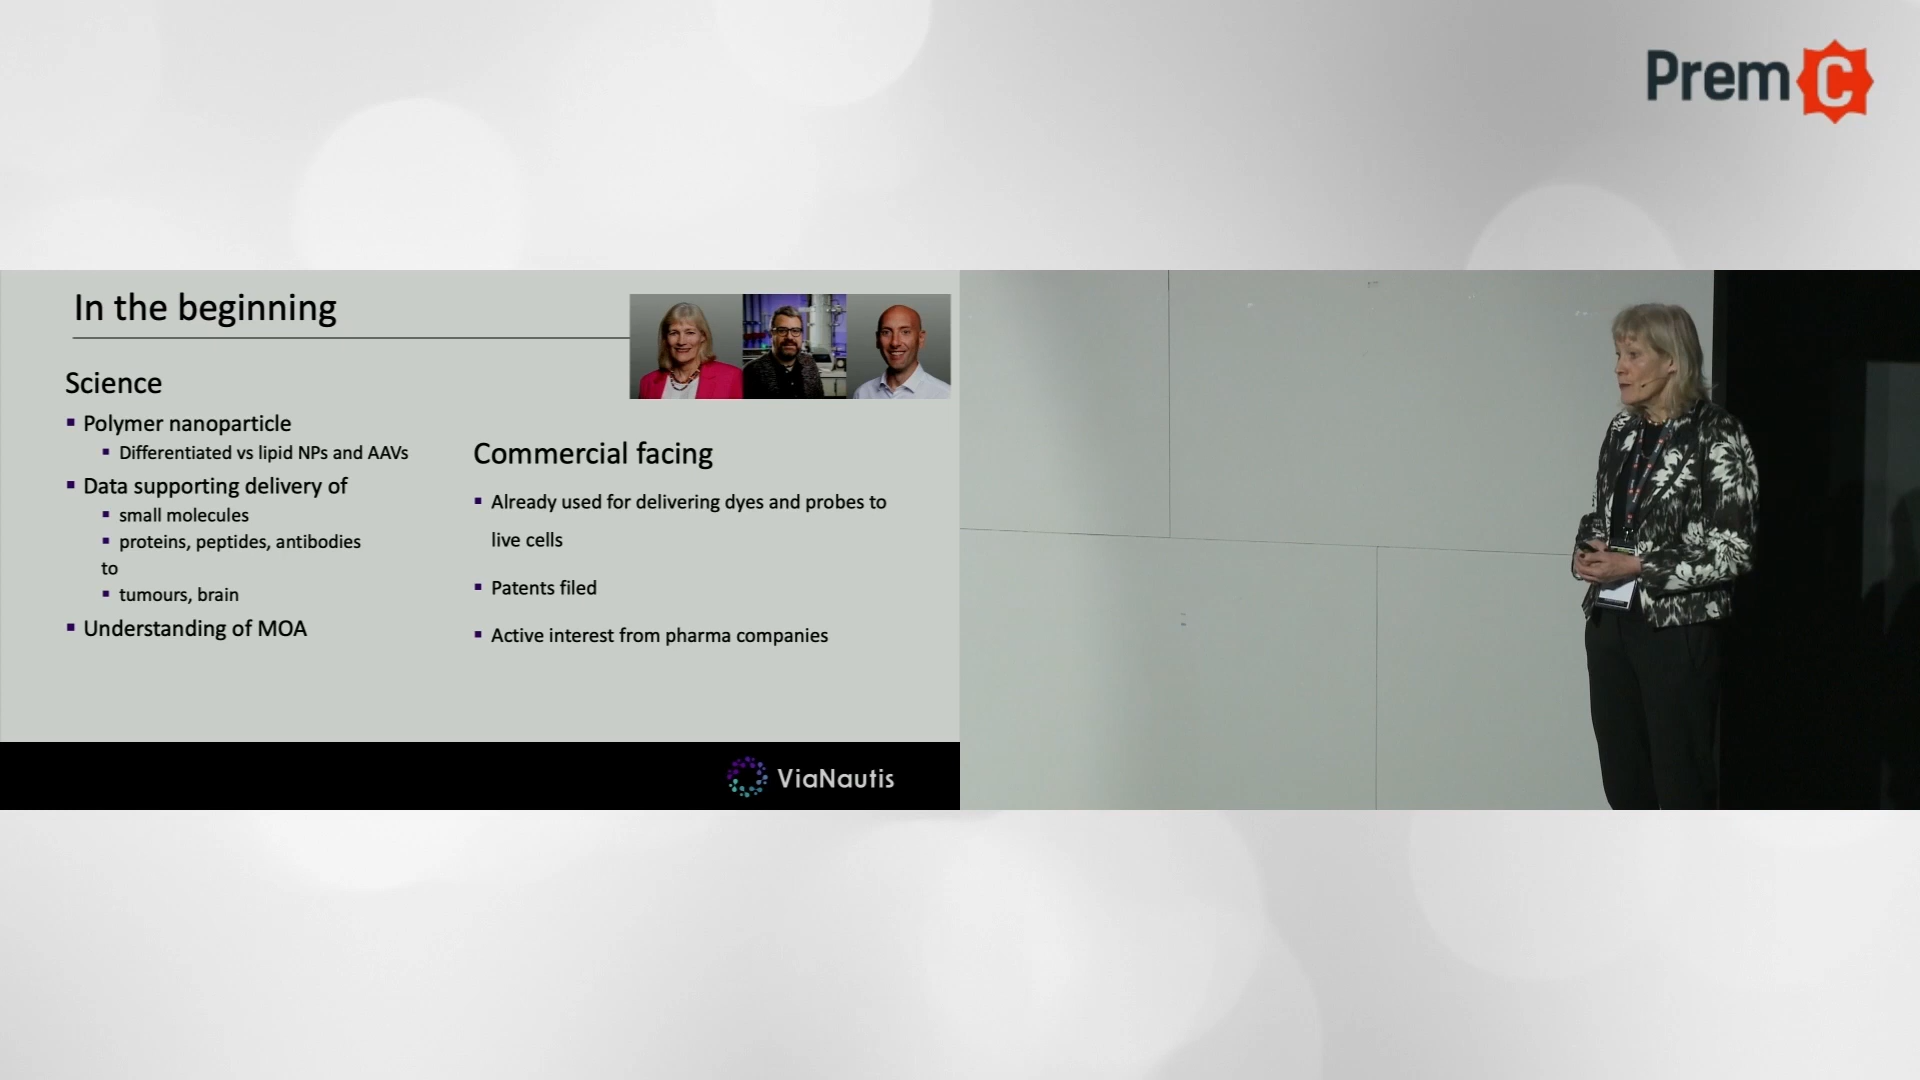 Prem C
In the beginning
Science
Polymer nanoparticle
Differentiated vs lipid NPs and AAVs
Data supporting delivery of
small molecules
proteins, peptides, antibodies
to
tumours, brain
Understanding of MOA
Commercial facing
Already used for delivering dyes and probes to
live cells
Patents filed
Active interest from pharma companies
ViaNautis